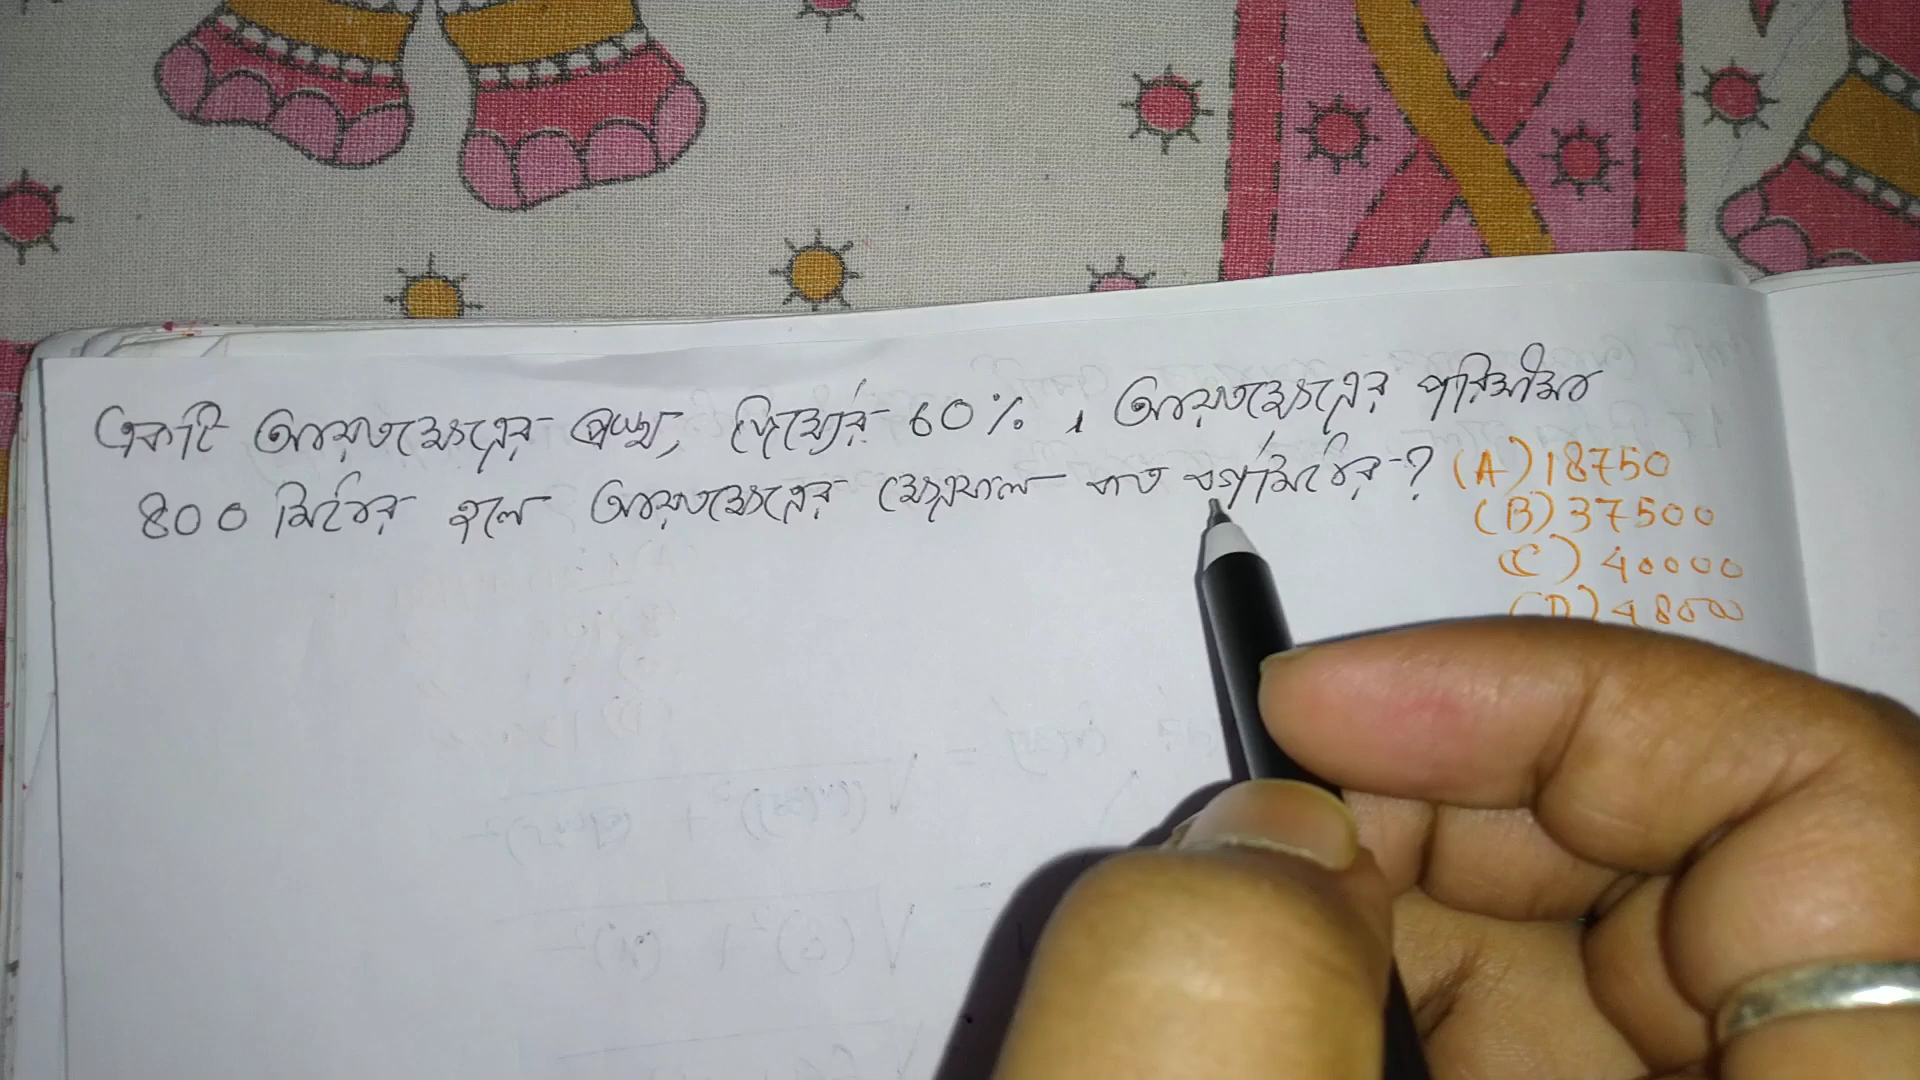 একটি আয়তক্ষেত্রের প্রস্থ, দৈর্ঘ্যের 60% । আয়তক্ষেত্রের পরিসীমা
800 মিটার হলে আয়তক্ষেত্রের ক্ষেত্রফল কত বর্গমিটার ?
(A) 18750
(B) 37500
(C) 40000
(D) 48000